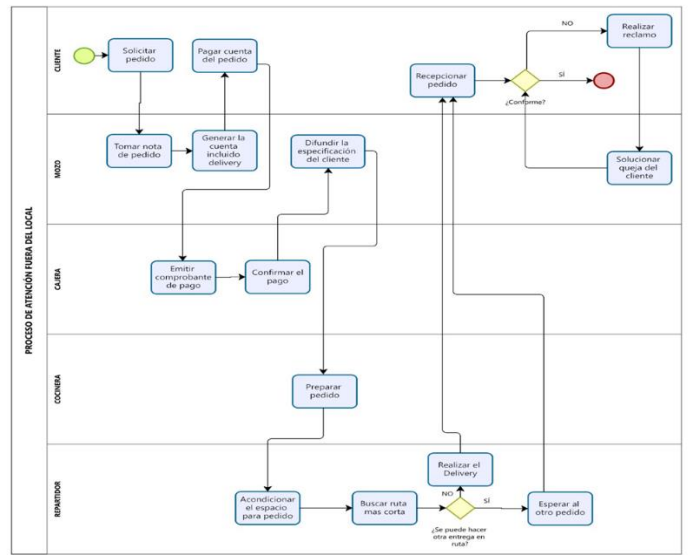 PROCESO DE ATENCIÓN FUERA DEL LOCAL
CLIENTE
Solicitar
pedido
Pagar cuenta
del pedido
Recepcionar
pedido
¿Conforme?
NO
SÍ
Realizar
reclamo
MOZO
Tomar nota
de pedido
Generar la
cuenta
incluido
delivery
Difundir la
especificación
del cliente
Solucionar
queja del
cliente
CAJERA
Emitir
comprobante
de pago
Confirmar el
pago
COCINERA
Preparar
pedido
REPARTIDOR
Acondicionar
el espacio
para pedido
Buscar ruta
mas corta
Realizar el
Delivery
NO
SÍ
¿Se puede hacer
otra entrega en
ruta?
Esperar al
otro pedido